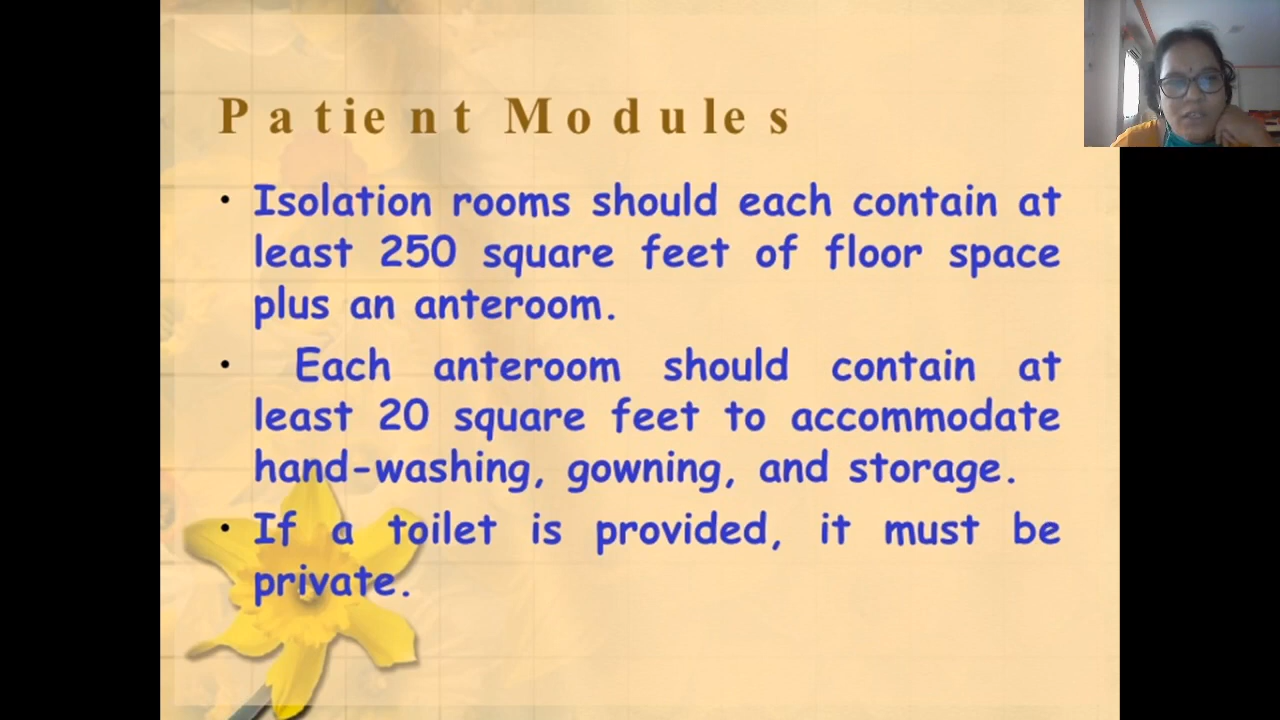 Patient Modules
• Isolation rooms should each contain at
least 250 square feet of floor space
plus an anteroom.
• Each anteroom should contain at
least 20 square feet to accommodate
hand-washing, gowning, and storage.
• If a toilet is provided, it must be
private.